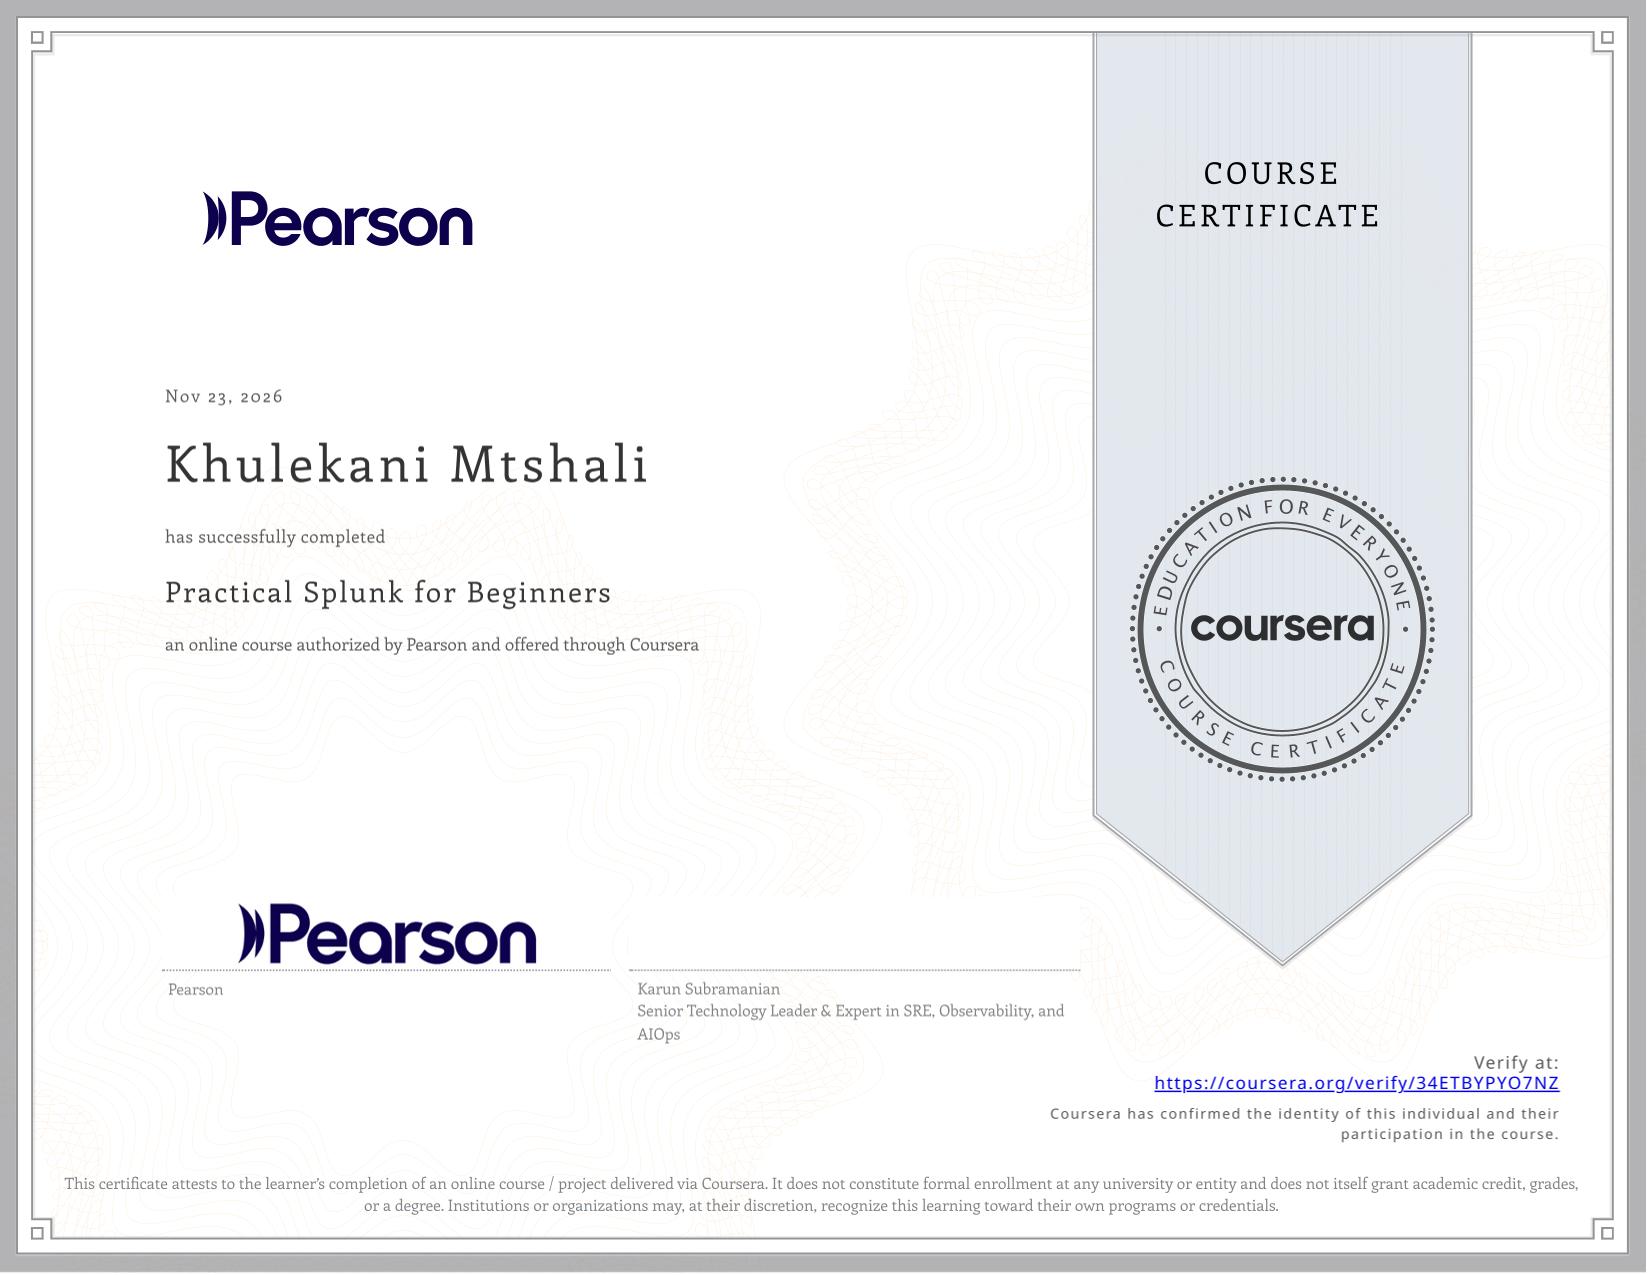 Pearson
COURSE
CERTIFICATE
Nov 23, 2026
Khulekani Mtshali
has successfully completed
Practical Splunk for Beginners
an online course authorized by Pearson and offered through Coursera
EDUCATION FOR EVERYONE
coursera
COURSE CERTIFICATE
Pearson
Pearson
Karun Subramanian
Senior Technology Leader & Expert in SRE, Observability, and
AIOps
Verify at:
https://coursera.org/verify/34ETBYPYO7NZ
Coursera has confirmed the identity of this individual and their
participation in the course.
This certificate attests to the learner's completion of an online course / project delivered via Coursera. It does not constitute formal enrollment at any university or entity and does not itself grant academic credit, grades,
or a degree. Institutions or organizations may, at their discretion, recognize this learning toward their own programs or credentials.